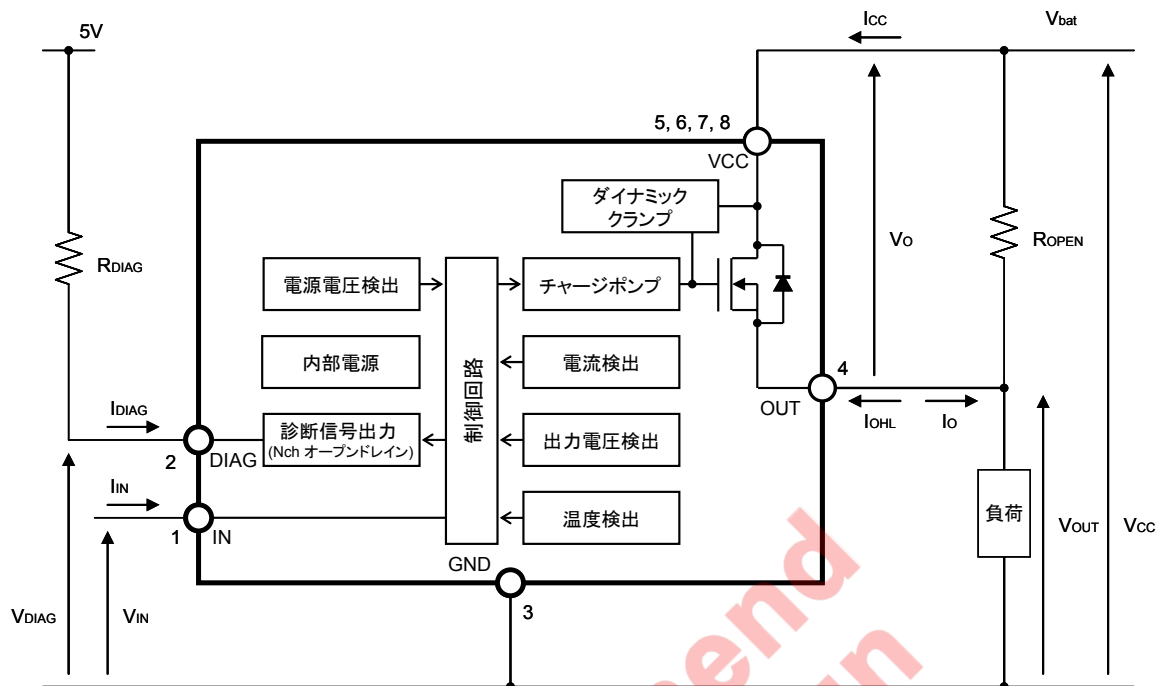 5V
ICC
Vbat
5, 6, 7, 8
VCC
ダイナミック
クランプ
VO
ROPEN
RDIAG
電源電圧検出
チャージポンプ
制御回路
内部電源
電流検出
4
OUT
IDIAG
IOHL
IO
診断信号出力
(Nch オープンドレイン)
出力電圧検出
2
DIAG
IIN
負荷
温度検出
1
IN
VOUT
VCC
GND
3
VDIAG
VIN
end